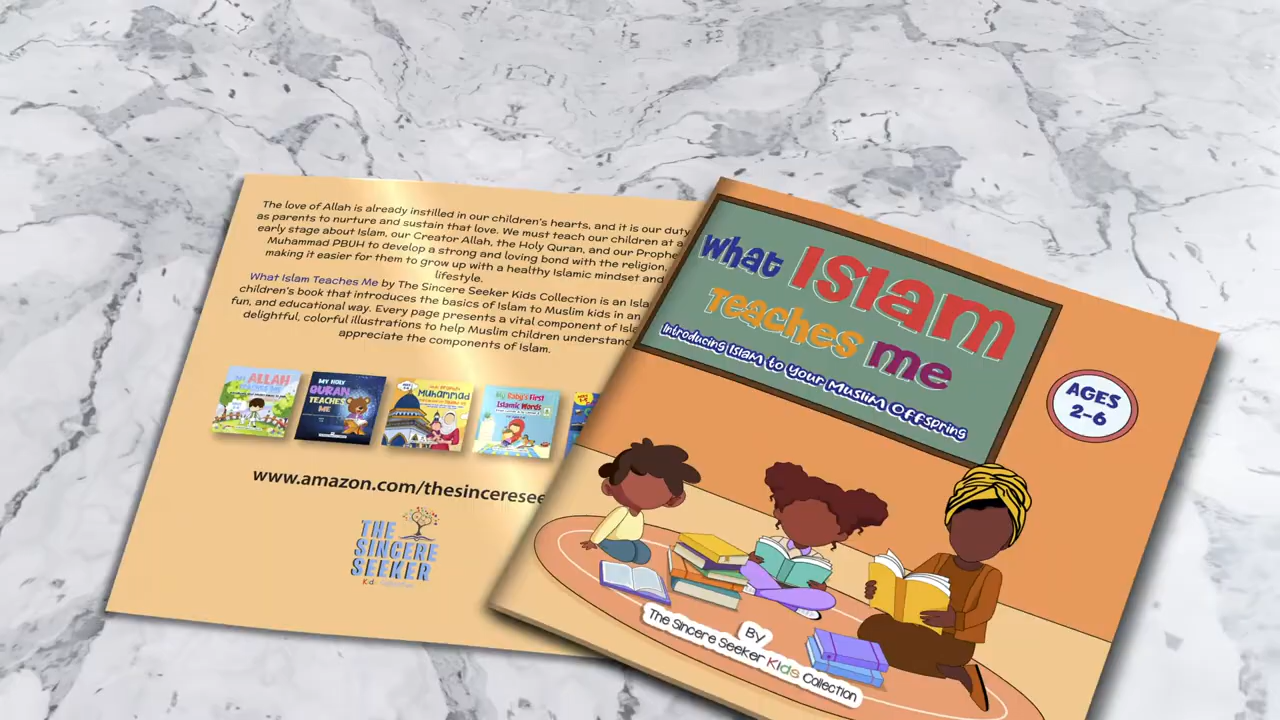 The love of Allah is already instilled in our children's hearts, and it is our duty
as parents to nurture and sustain that love. We must teach our children at a
early stage about Islam, our Creator Allah, the Holy Quran, and our Prophe
Muhammad PBUH to develop a strong and loving bond with the religion,
making it easier for them to grow up with a healthy Islamic mindset and
lifestyle.
What Islam Teaches Me by The Sincere Seeker Kids Collection is an Isla
children's book that introduces the basics of Islam to Muslim kids in an
fun, and educational way. Every page presents a vital component of Isla
delightful, colorful illustrations to help Muslim children understand
appreciate the components of Islam.
ALLAH
TEACHES ME
MY HOLY
QURAN
TEACHES
ME
Muhammad
My Baby's First
Islamic Words
www.amazon.com/thesinceresee
THE
SINCERE
SEEKER
What Islam
Teaches me
Introducing Islam to Your Muslim Offspring
AGES
2-6
By
The Sincere Seeker Kids Collection